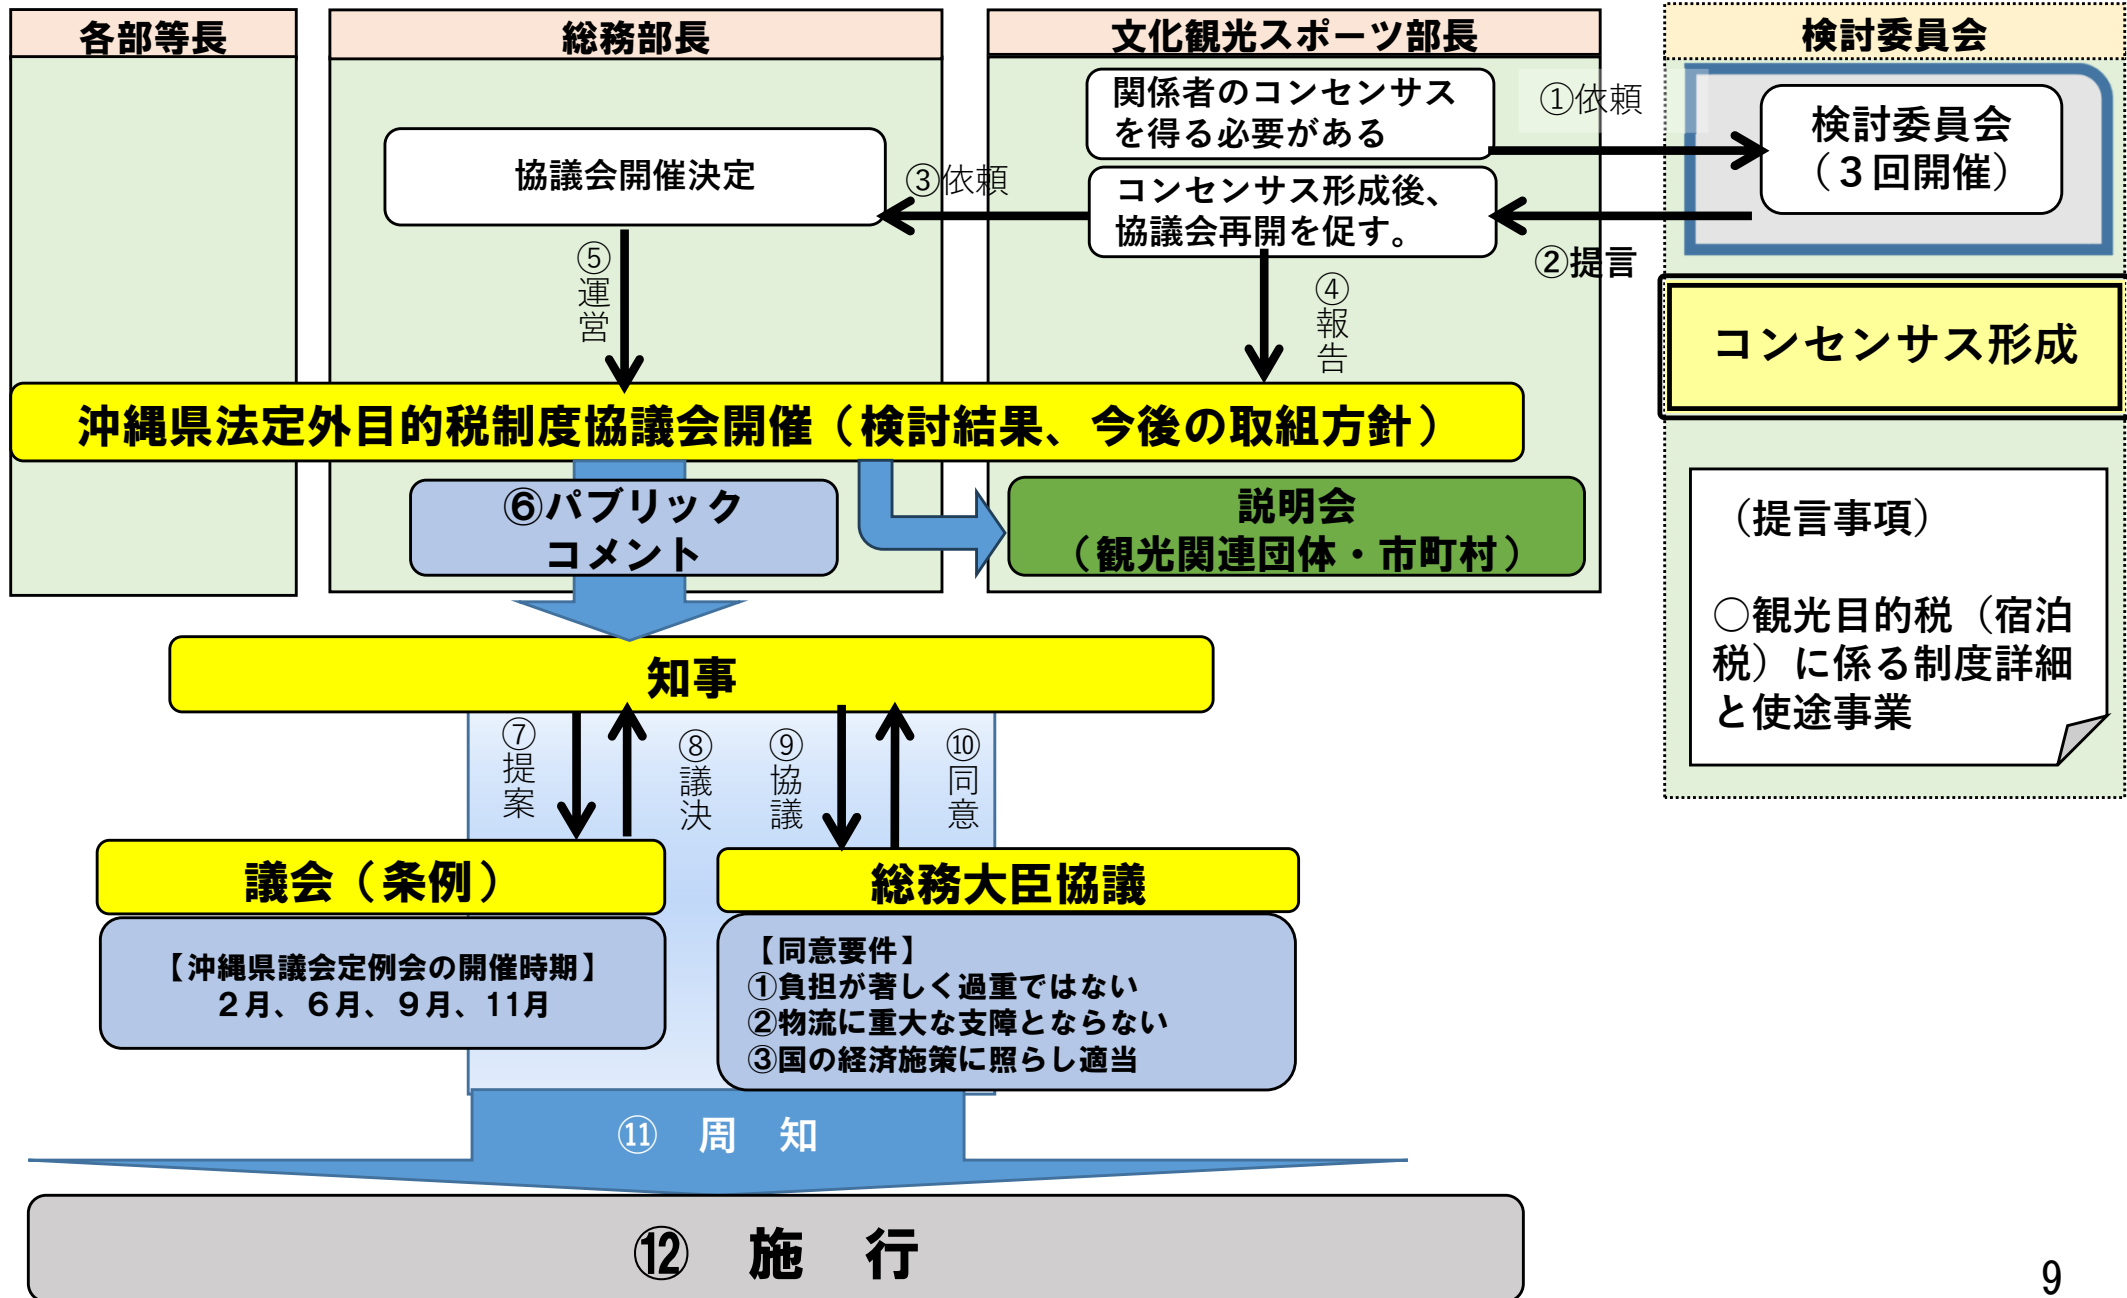 各部等長
総務部長
文化観光スポーツ部長
検討委員会
関係者のコンセンサス
を得る必要がある
①依頼
検討委員会
（３回開催）
協議会開催決定
③依頼
コンセンサス形成後、
協議会再開を促す。
②提言
⑤運営
④報告
コンセンサス形成
沖縄県法定外目的税制度協議会開催（検討結果、今後の取組方針）
⑥パブリック
コメント
説明会
（観光関連団体・市町村）
（提言事項）
○観光目的税（宿泊
税）に係る制度詳細
と使途事業
知事
⑦提案
⑧議決
⑨協議
⑩同意
議会（条例）
総務大臣協議
【沖縄県議会定例会の開催時期】
２月、６月、９月、11月
【同意要件】
①負担が著しく過重ではない
②物流に重大な支障とならない
③国の経済施策に照らし適当
⑪　周　知
⑫　施　行
9